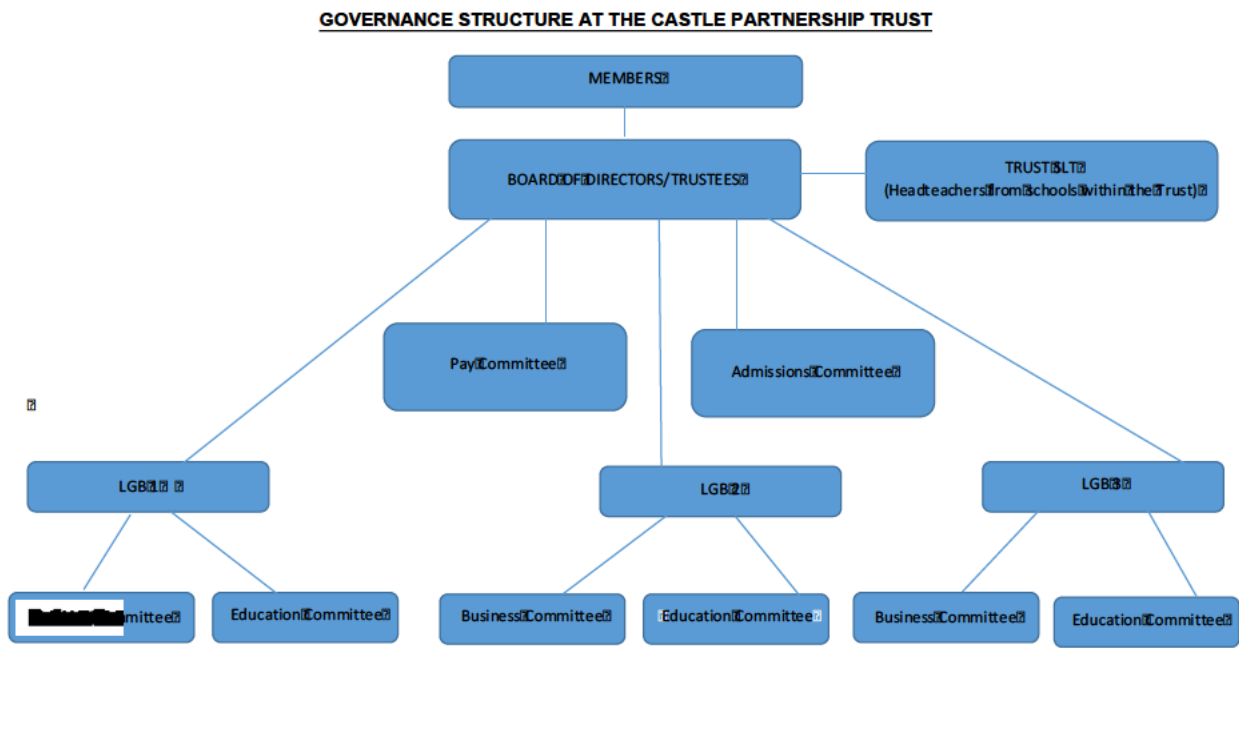 GOVERNANCE STRUCTURE AT THE CASTLE PARTNERSHIP TRUST
MEMBERS
BOARD OF DIRECTORS/TRUSTEES
TRUST SLT
(Headteachers from schools within the Trust)
Pay Committee
Admissions Committee
LGB 1
LGB 2
LGB 3
mittee
Education Committee
Business Committee
Education Committee
Business Committee
Education Committee